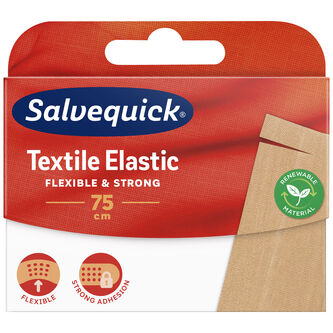 Salvequick®
Textile Elastic
FLEXIBLE & STRONG
75
cm
RENEWABLE
MATERIAL
FLEXIBLE
STRONG ADHESION